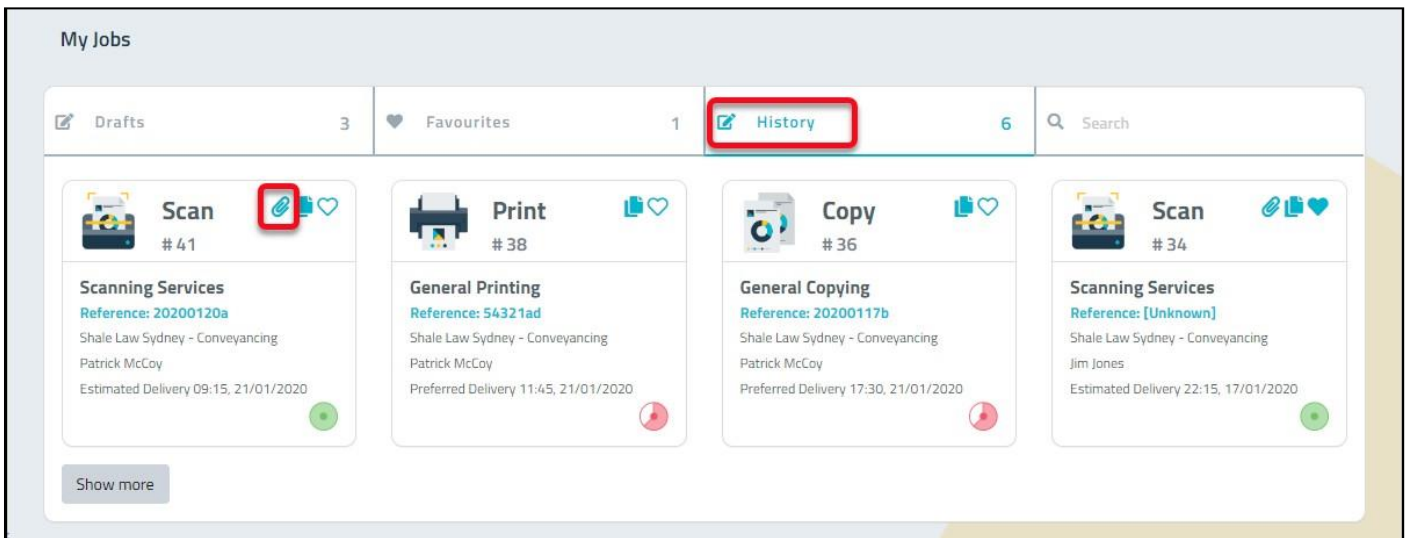 My Jobs
Drafts 3 Favourites 1 History 6 Search
Scan
#41
Scanning Services
Reference: 20200120a
Shale Law Sydney - Conveyancing
Patrick McCoy
Estimated Delivery 09:15, 21/01/2020
Print
#38
General Printing
Reference: 54321ad
Shale Law Sydney - Conveyancing
Patrick McCoy
Preferred Delivery 11:45, 21/01/2020
Copy
#36
General Copying
Reference: 20200117b
Shale Law Sydney - Conveyancing
Patrick McCoy
Preferred Delivery 17:30, 21/01/2020
Scan
#34
Scanning Services
Reference: [Unknown]
Shale Law Sydney - Conveyancing
Jim Jones
Estimated Delivery 22:15, 17/01/2020
Show more